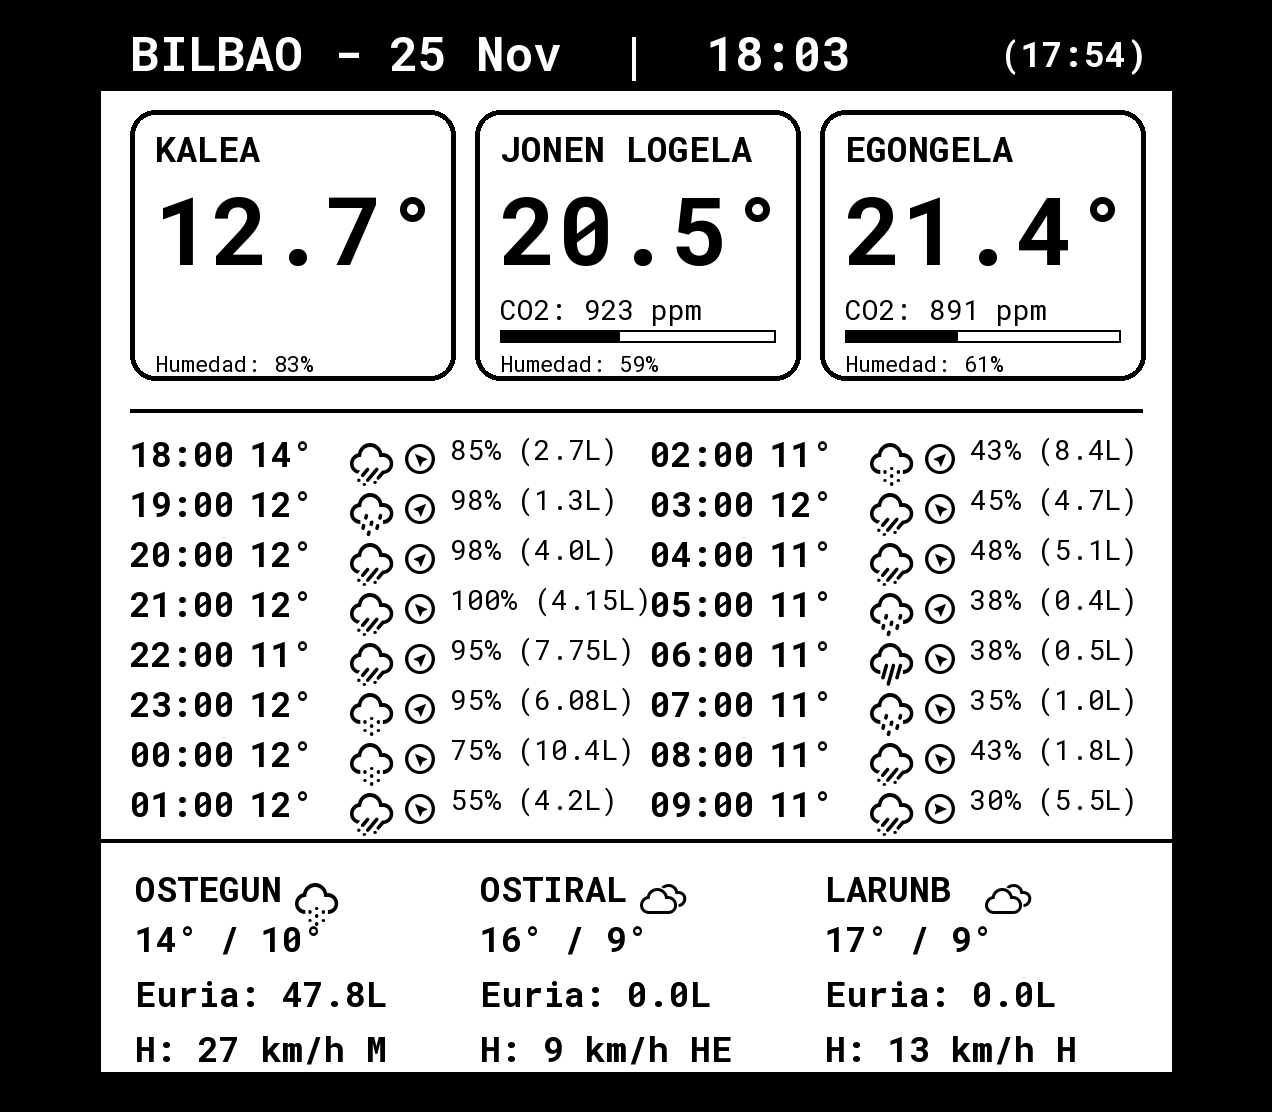 BILBAO - 25 Nov | 18:03 (17:54)
KALEA
12.7°
Humedad: 83%
JONEN LOGELA
20.5°
CO2: 923 ppm
Humedad: 59%
EGONGELA
21.4°
CO2: 891 ppm
Humedad: 61%
18:00 14° 85% (2.7L)
19:00 12° 98% (1.3L)
20:00 12° 98% (4.0L)
21:00 12° 100% (4.15L)
22:00 11° 95% (7.75L)
23:00 12° 95% (6.08L)
00:00 12° 75% (10.4L)
01:00 12° 55% (4.2L)
02:00 11° 43% (8.4L)
03:00 12° 45% (4.7L)
04:00 11° 48% (5.1L)
05:00 11° 38% (0.4L)
06:00 11° 38% (0.5L)
07:00 11° 35% (1.0L)
08:00 11° 43% (1.8L)
09:00 11° 30% (5.5L)
OSTEGUN
14° / 10°
Euria: 47.8L
H: 27 km/h M
OSTIRAL
16° / 9°
Euria: 0.0L
H: 9 km/h HE
LARUNB
17° / 9°
Euria: 0.0L
H: 13 km/h H